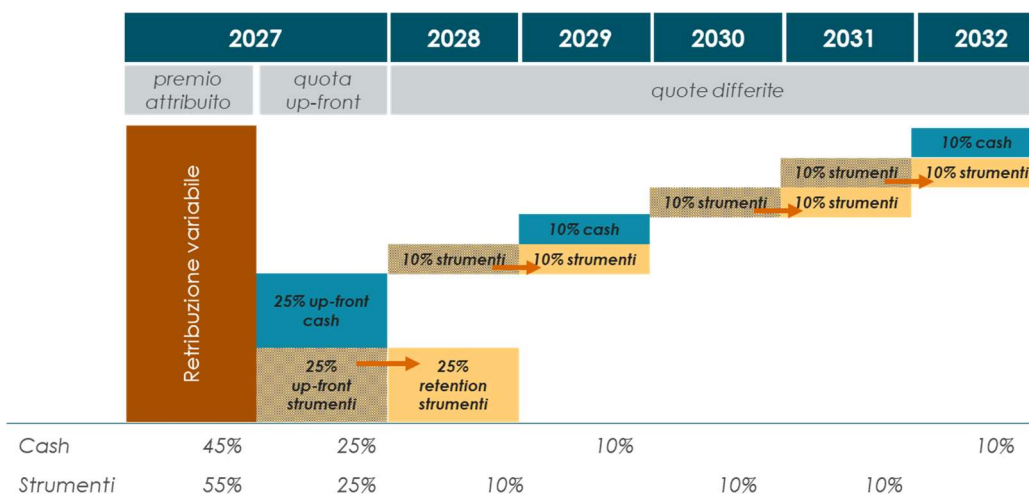 2027 2028 2029 2030 2031 2032
premio attribuito
quota up-front
quote differite
Retribuzione variabile
10% cash
10% strumenti 10% strumenti
10% strumenti 10% strumenti
10% cash
10% strumenti 10% strumenti
25% up-front
cash
25%
up-front
strumenti
25%
retention
strumenti
Cash 45% 25% 10% 10%
Strumenti 55% 25% 10% 10% 10%